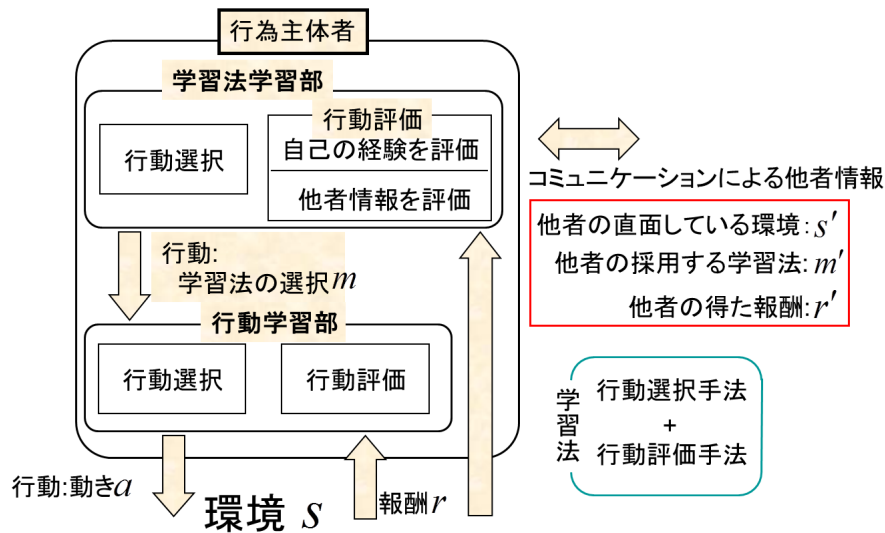 行為主体者
学習法学習部
行動選択
行動評価
自己の経験を評価
他者情報を評価
コミュニケーションによる他者情報
他者の直面している環境:s′
他者の採用する学習法:m′
他者の得た報酬:r′
行動:
学習法の選択m
行動学習部
行動選択
行動評価
学習法
行動選択手法
+
行動評価手法
行動:動きa
環境 s
報酬r